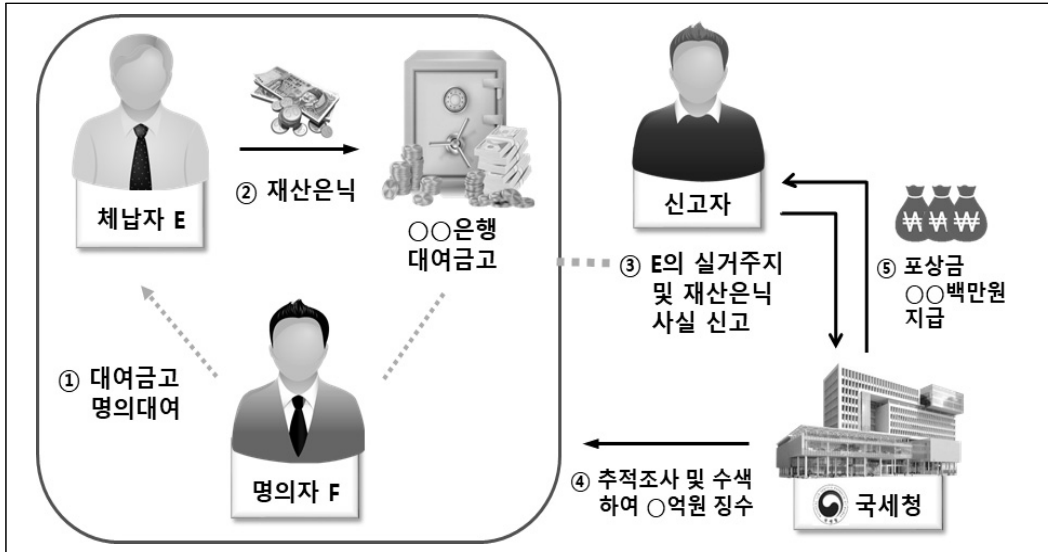 체납자 E
② 재산은닉
○○은행
대여금고
① 대여금고
명의대여
명의자 F
신고자
③ E의 실거주지
및 재산은닉
사실 신고
₩ ₩ ₩
⑤ 포상금
○○백만원
지급
④ 추적조사 및 수색
하여 ○억원 징수
국세청